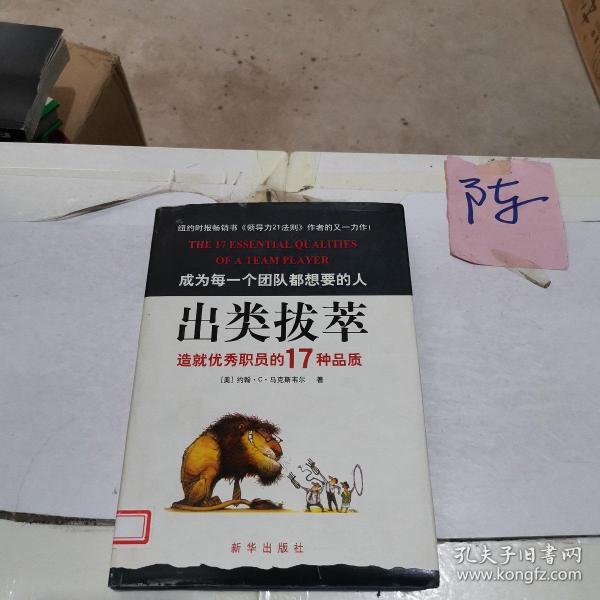 纽约时报畅销书《领导力21法则》作者的又一力作!
THE 17 ESSENTIAL QUALITIES
OF A TEAM PLAYER
成为每一个团队都想要的人
出类拔萃
造就优秀职员的17种品质
[美] 约翰·C·马克斯韦尔 著
新华出版社
陈
孔夫子旧书网
www.kongfz.com